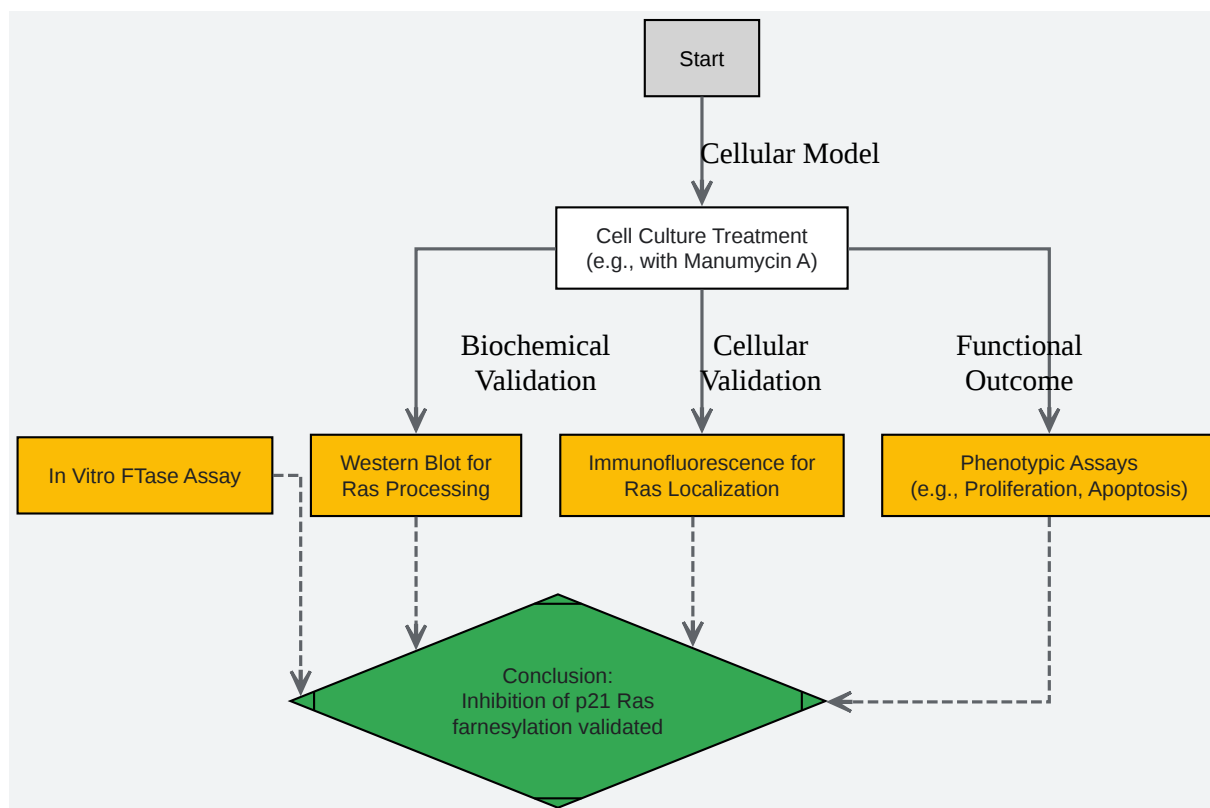 Start
Cellular Model
Cell Culture Treatment
(e.g., with Manumycin A)
Biochemical
Validation
Cellular
Validation
Functional
Outcome
In Vitro FTase Assay
Western Blot for
Ras Processing
Immunofluorescence for
Ras Localization
Phenotypic Assays
(e.g., Proliferation, Apoptosis)
Conclusion:
Inhibition of p21 Ras
farnesylation validated